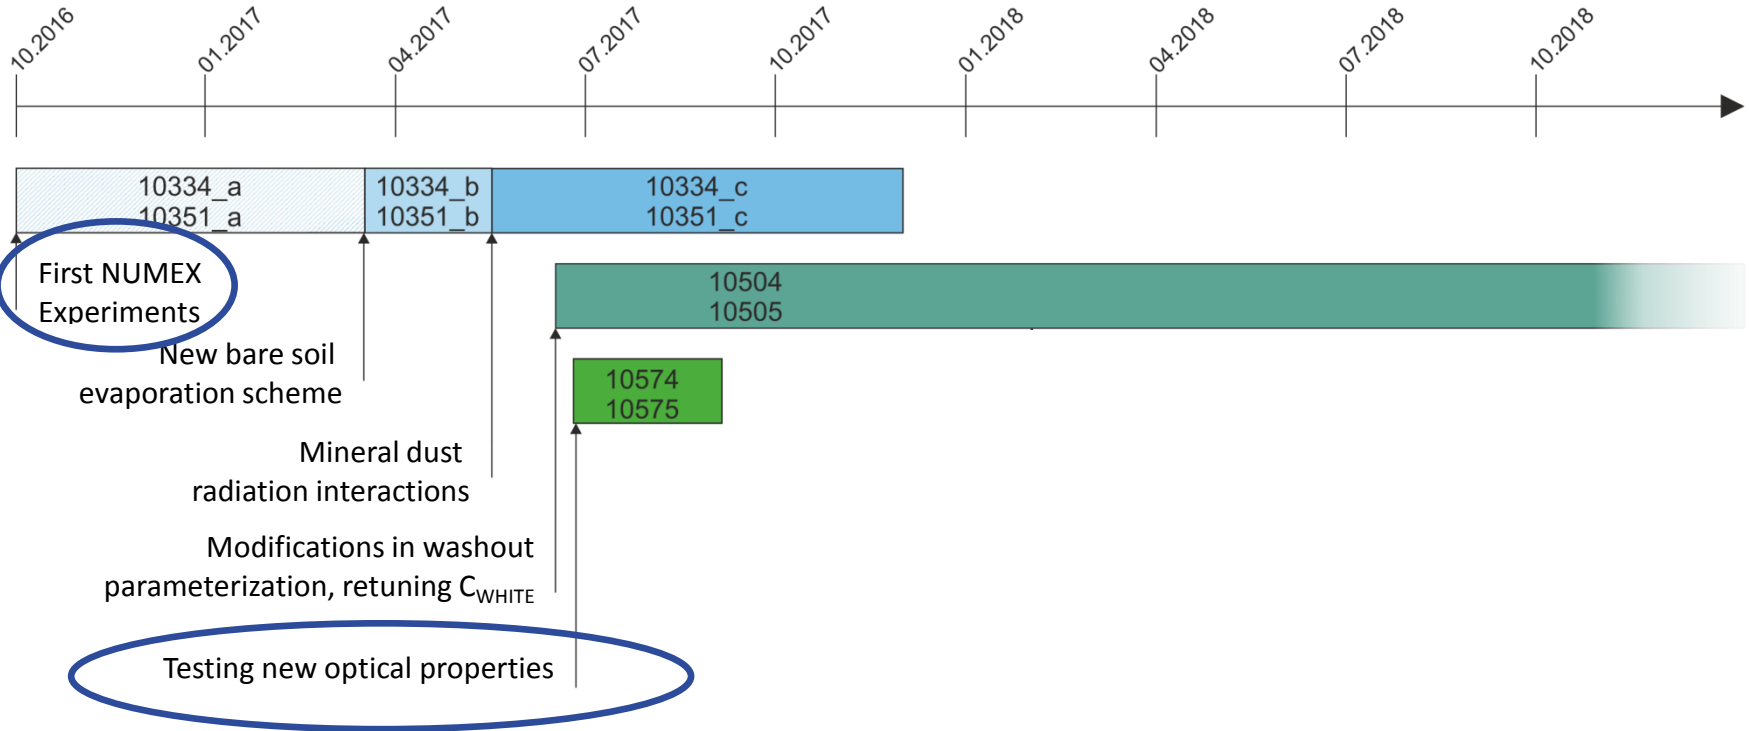 10.2016
01.2017
04.2017
07.2017
10.2017
01.2018
04.2018
07.2018
10.2018
10334_a
10351_a
10334_b
10351_b
10334_c
10351_c
First NUMEX
Experiments
10504
10505
New bare soil
evaporation scheme
10574
10575
Mineral dust
radiation interactions
Modifications in washout
parameterization, retuning C_WHITE
Testing new optical properties